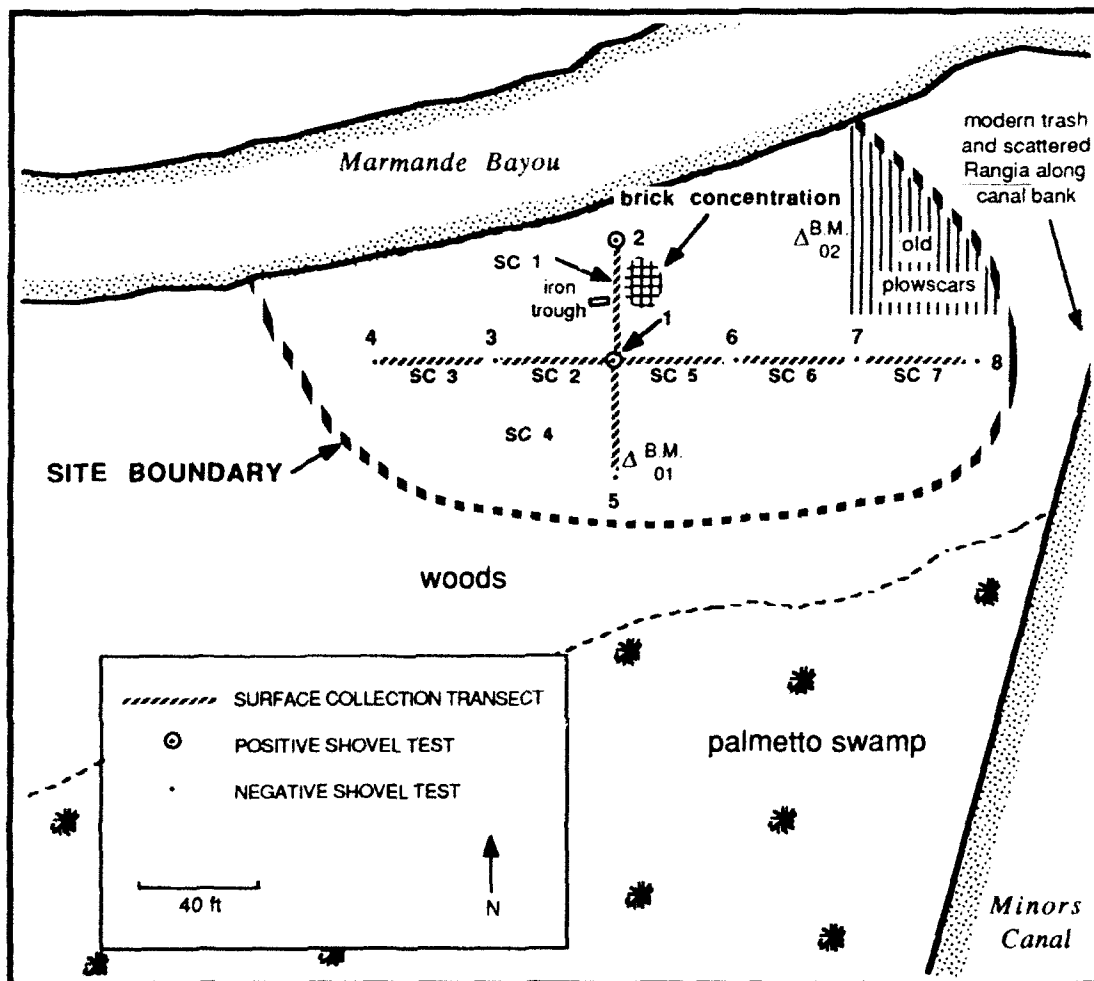 Marmande Bayou
modern trash
and scattered
Rangia along
canal bank
brick concentration
Δ B.M.
02
old
plowscars
2
SC 1
iron
trough
1
4
3
6
7
8
SC 3
SC 2
SC 5
SC 6
SC 7
SC 4
Δ B.M.
01
5
SITE BOUNDARY
woods
palmetto swamp
SURFACE COLLECTION TRANSECT
POSITIVE SHOVEL TEST
NEGATIVE SHOVEL TEST
40 ft
N
Minors
Canal